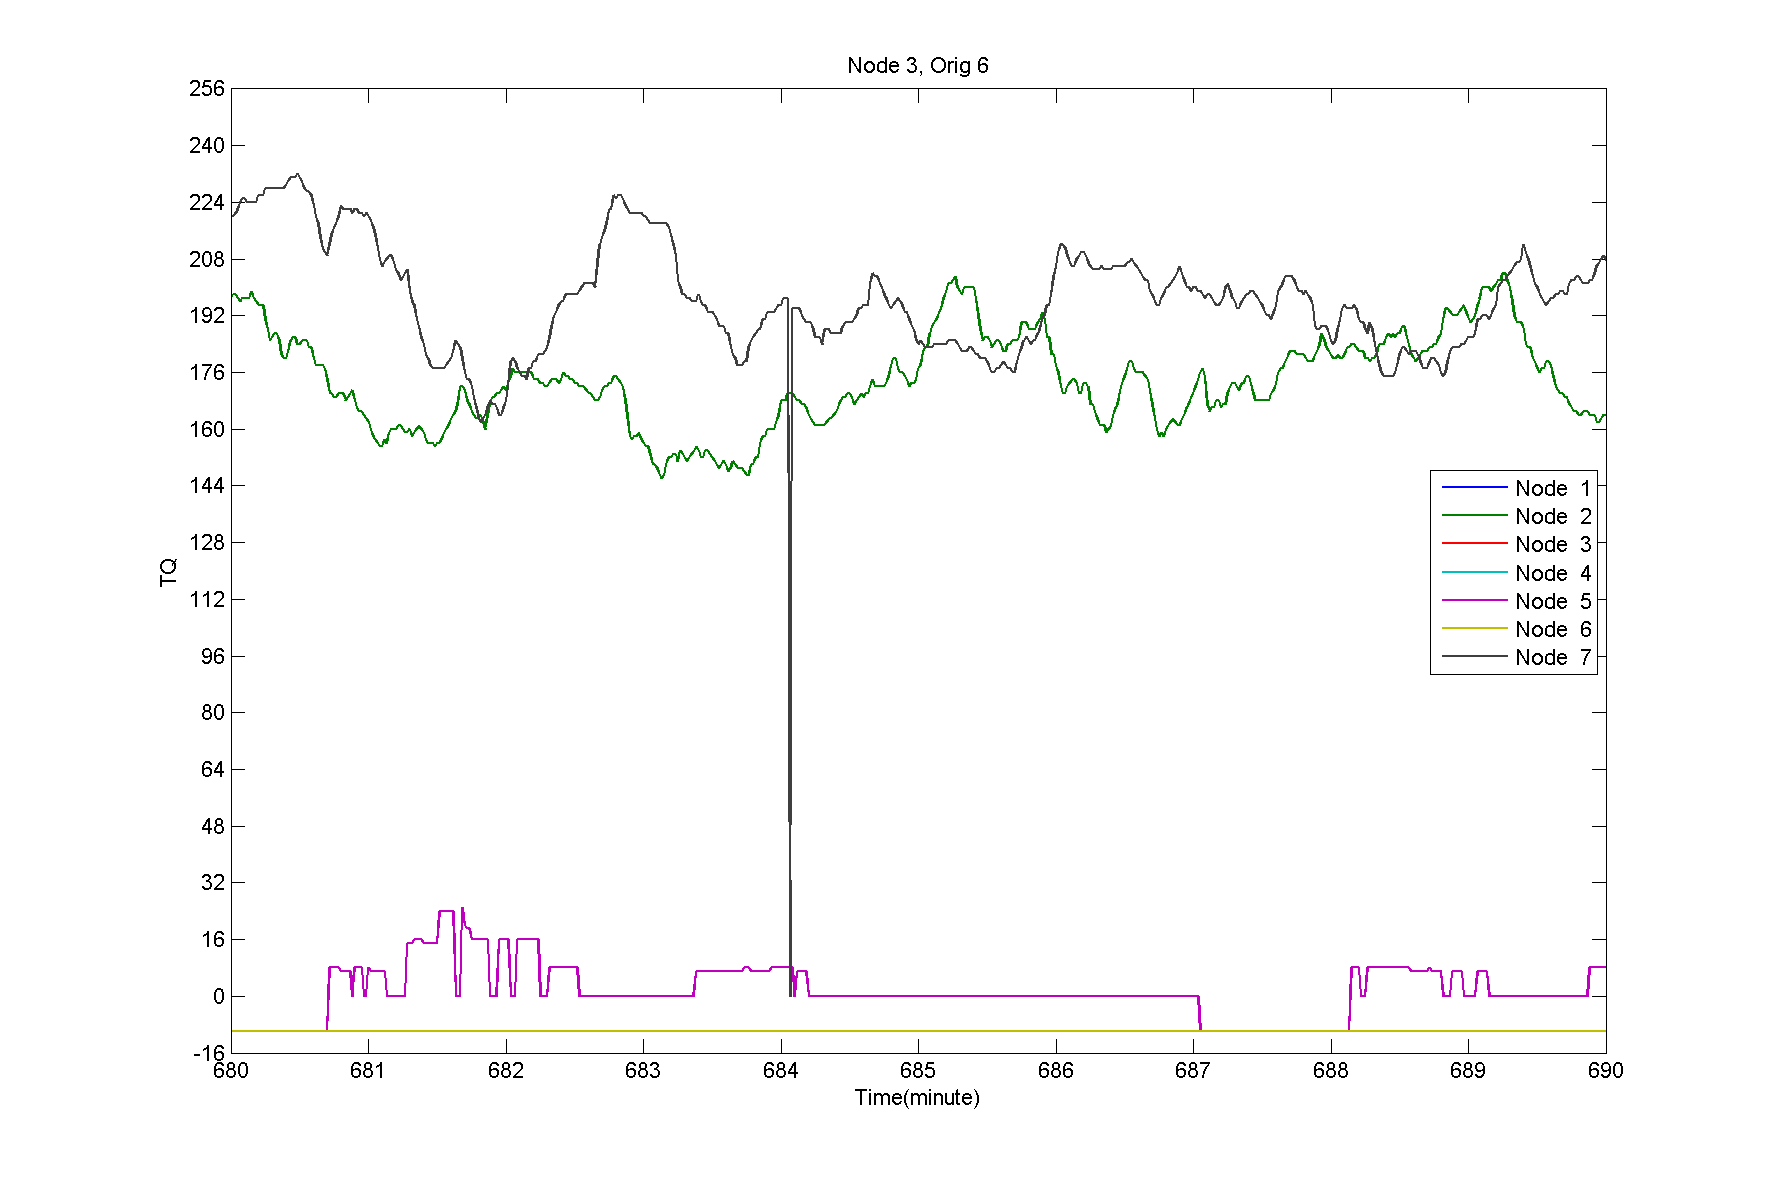 Node 3, Orig 6
256
240
224
208
192
176
160
144
128
112
96
80
64
48
32
16
0
-16
TQ
Node 1
Node 2
Node 3
Node 4
Node 5
Node 6
Node 7
680 681 682 683 684 685 686 687 688 689 690
Time(minute)